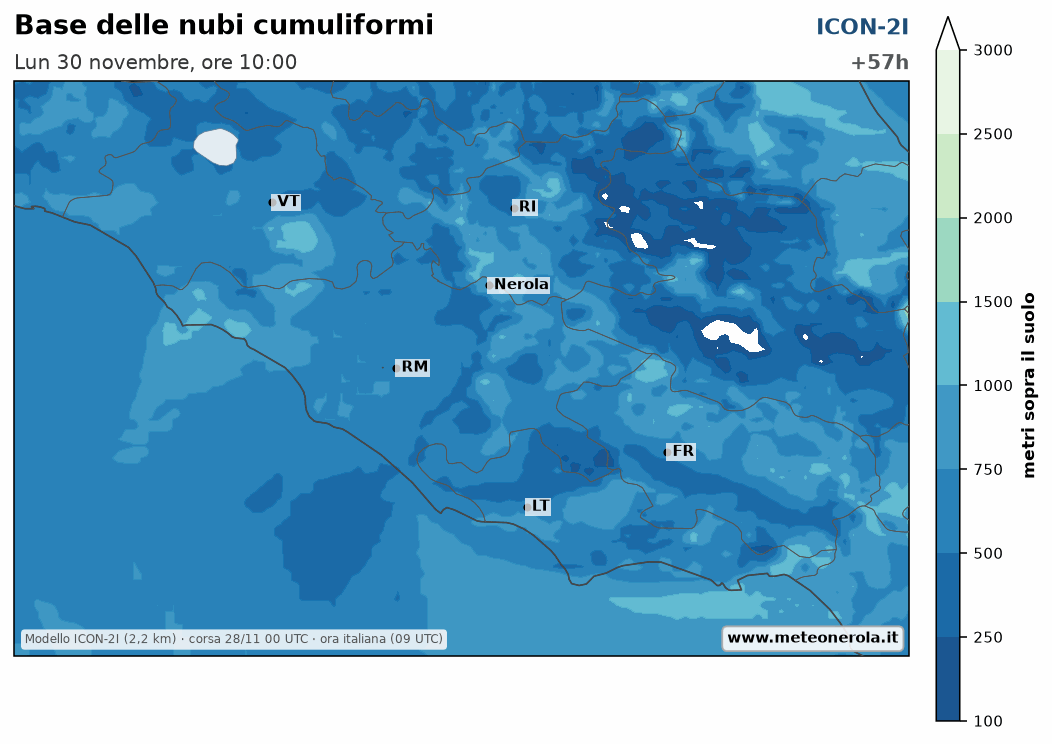 Base delle nubi cumuliformi
ICON-2I
Lun 30 novembre, ore 10:00
+57h
3000
2500
2000
1500
1000
750
500
250
100
metri sopra il suolo
VT
RI
Nerola
RM
FR
LT
Modello ICON-2I (2,2 km) · corsa 28/11 00 UTC · ora italiana (09 UTC)
www.meteonerola.it